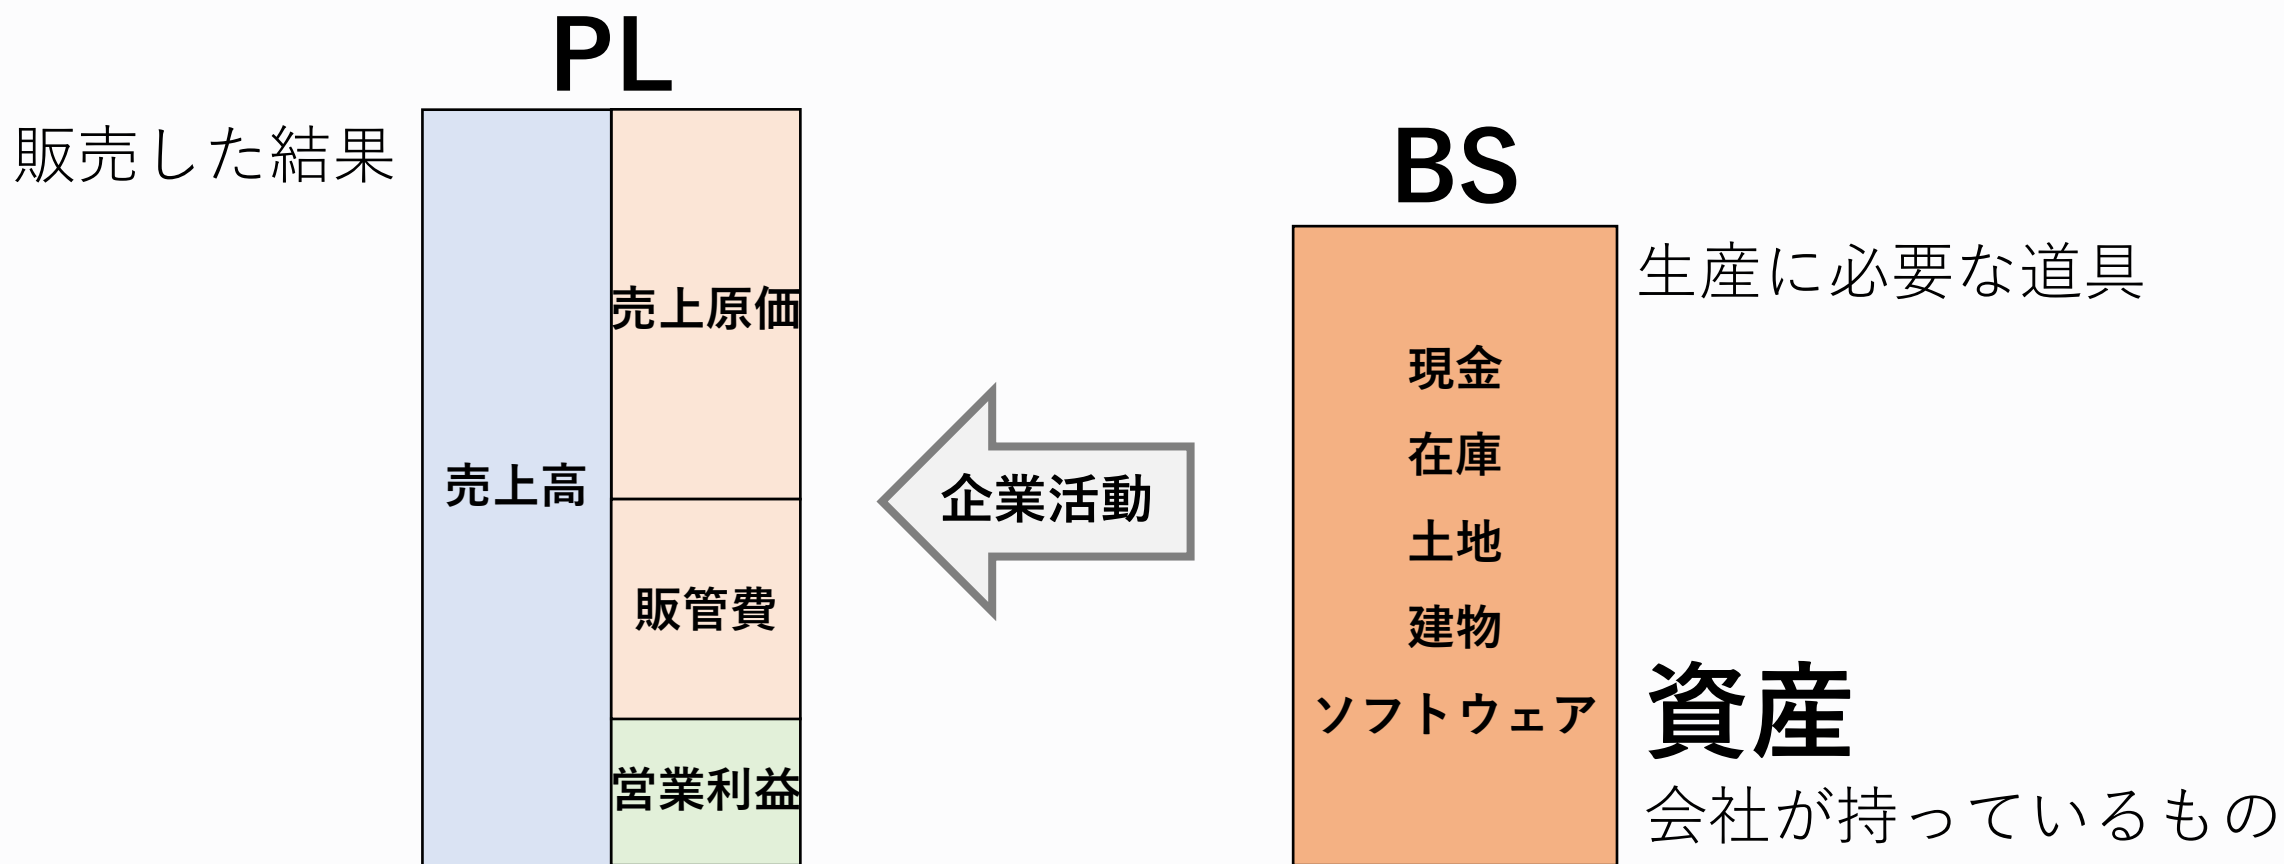 PL
販売した結果
売上高
売上原価
販管費
営業利益
企業活動
BS
生産に必要な道具
現金
在庫
土地
建物
ソフトウェア
資産
会社が持っているもの